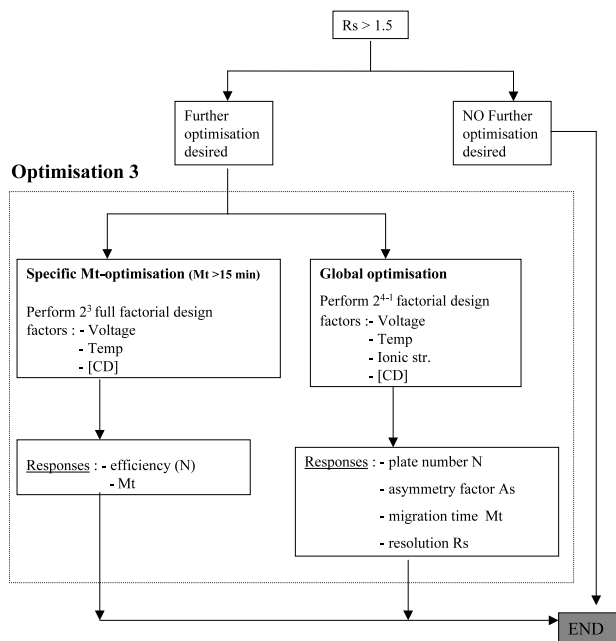 Rs > 1.5
Further
optimisation
desired
NO Further
optimisation
desired
Optimisation 3
Specific Mt-optimisation (Mt >15 min)
Perform 2³ full factorial design
factors : - Voltage
- Temp
- [CD]
Global optimisation
Perform 2⁴⁻¹ factorial design
factors : - Voltage
- Temp
- Ionic str.
- [CD]
Responses : - efficiency (N)
- Mt
Responses : - plate number N
- asymmetry factor As
- migration time Mt
- resolution Rs
END